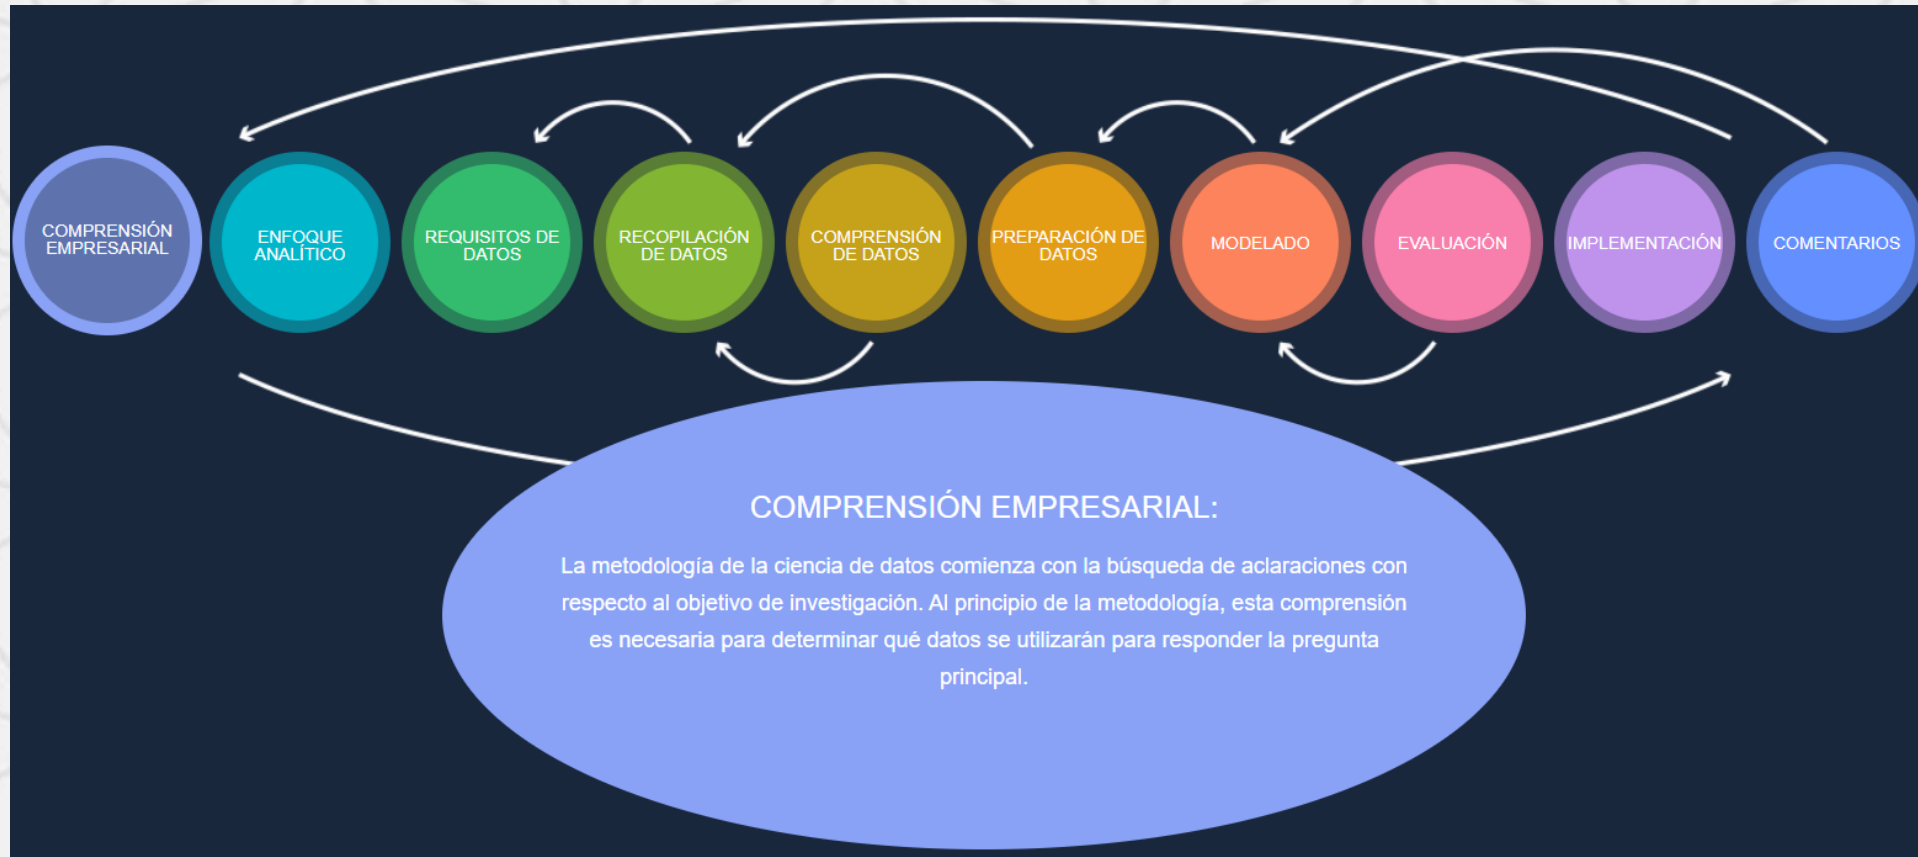 COMPRENSIÓN
EMPRESARIAL
ENFOQUE
ANALÍTICO
REQUISITOS DE
DATOS
RECOPILACIÓN
DE DATOS
COMPRENSIÓN
DE DATOS
PREPARACIÓN DE
DATOS
MODELADO
EVALUACIÓN
IMPLEMENTACIÓN
COMENTARIOS
COMPRENSIÓN EMPRESARIAL:
La metodología de la ciencia de datos comienza con la búsqueda de aclaraciones con
respecto al objetivo de investigación. Al principio de la metodología, esta comprensión
es necesaria para determinar qué datos se utilizarán para responder la pregunta
principal.